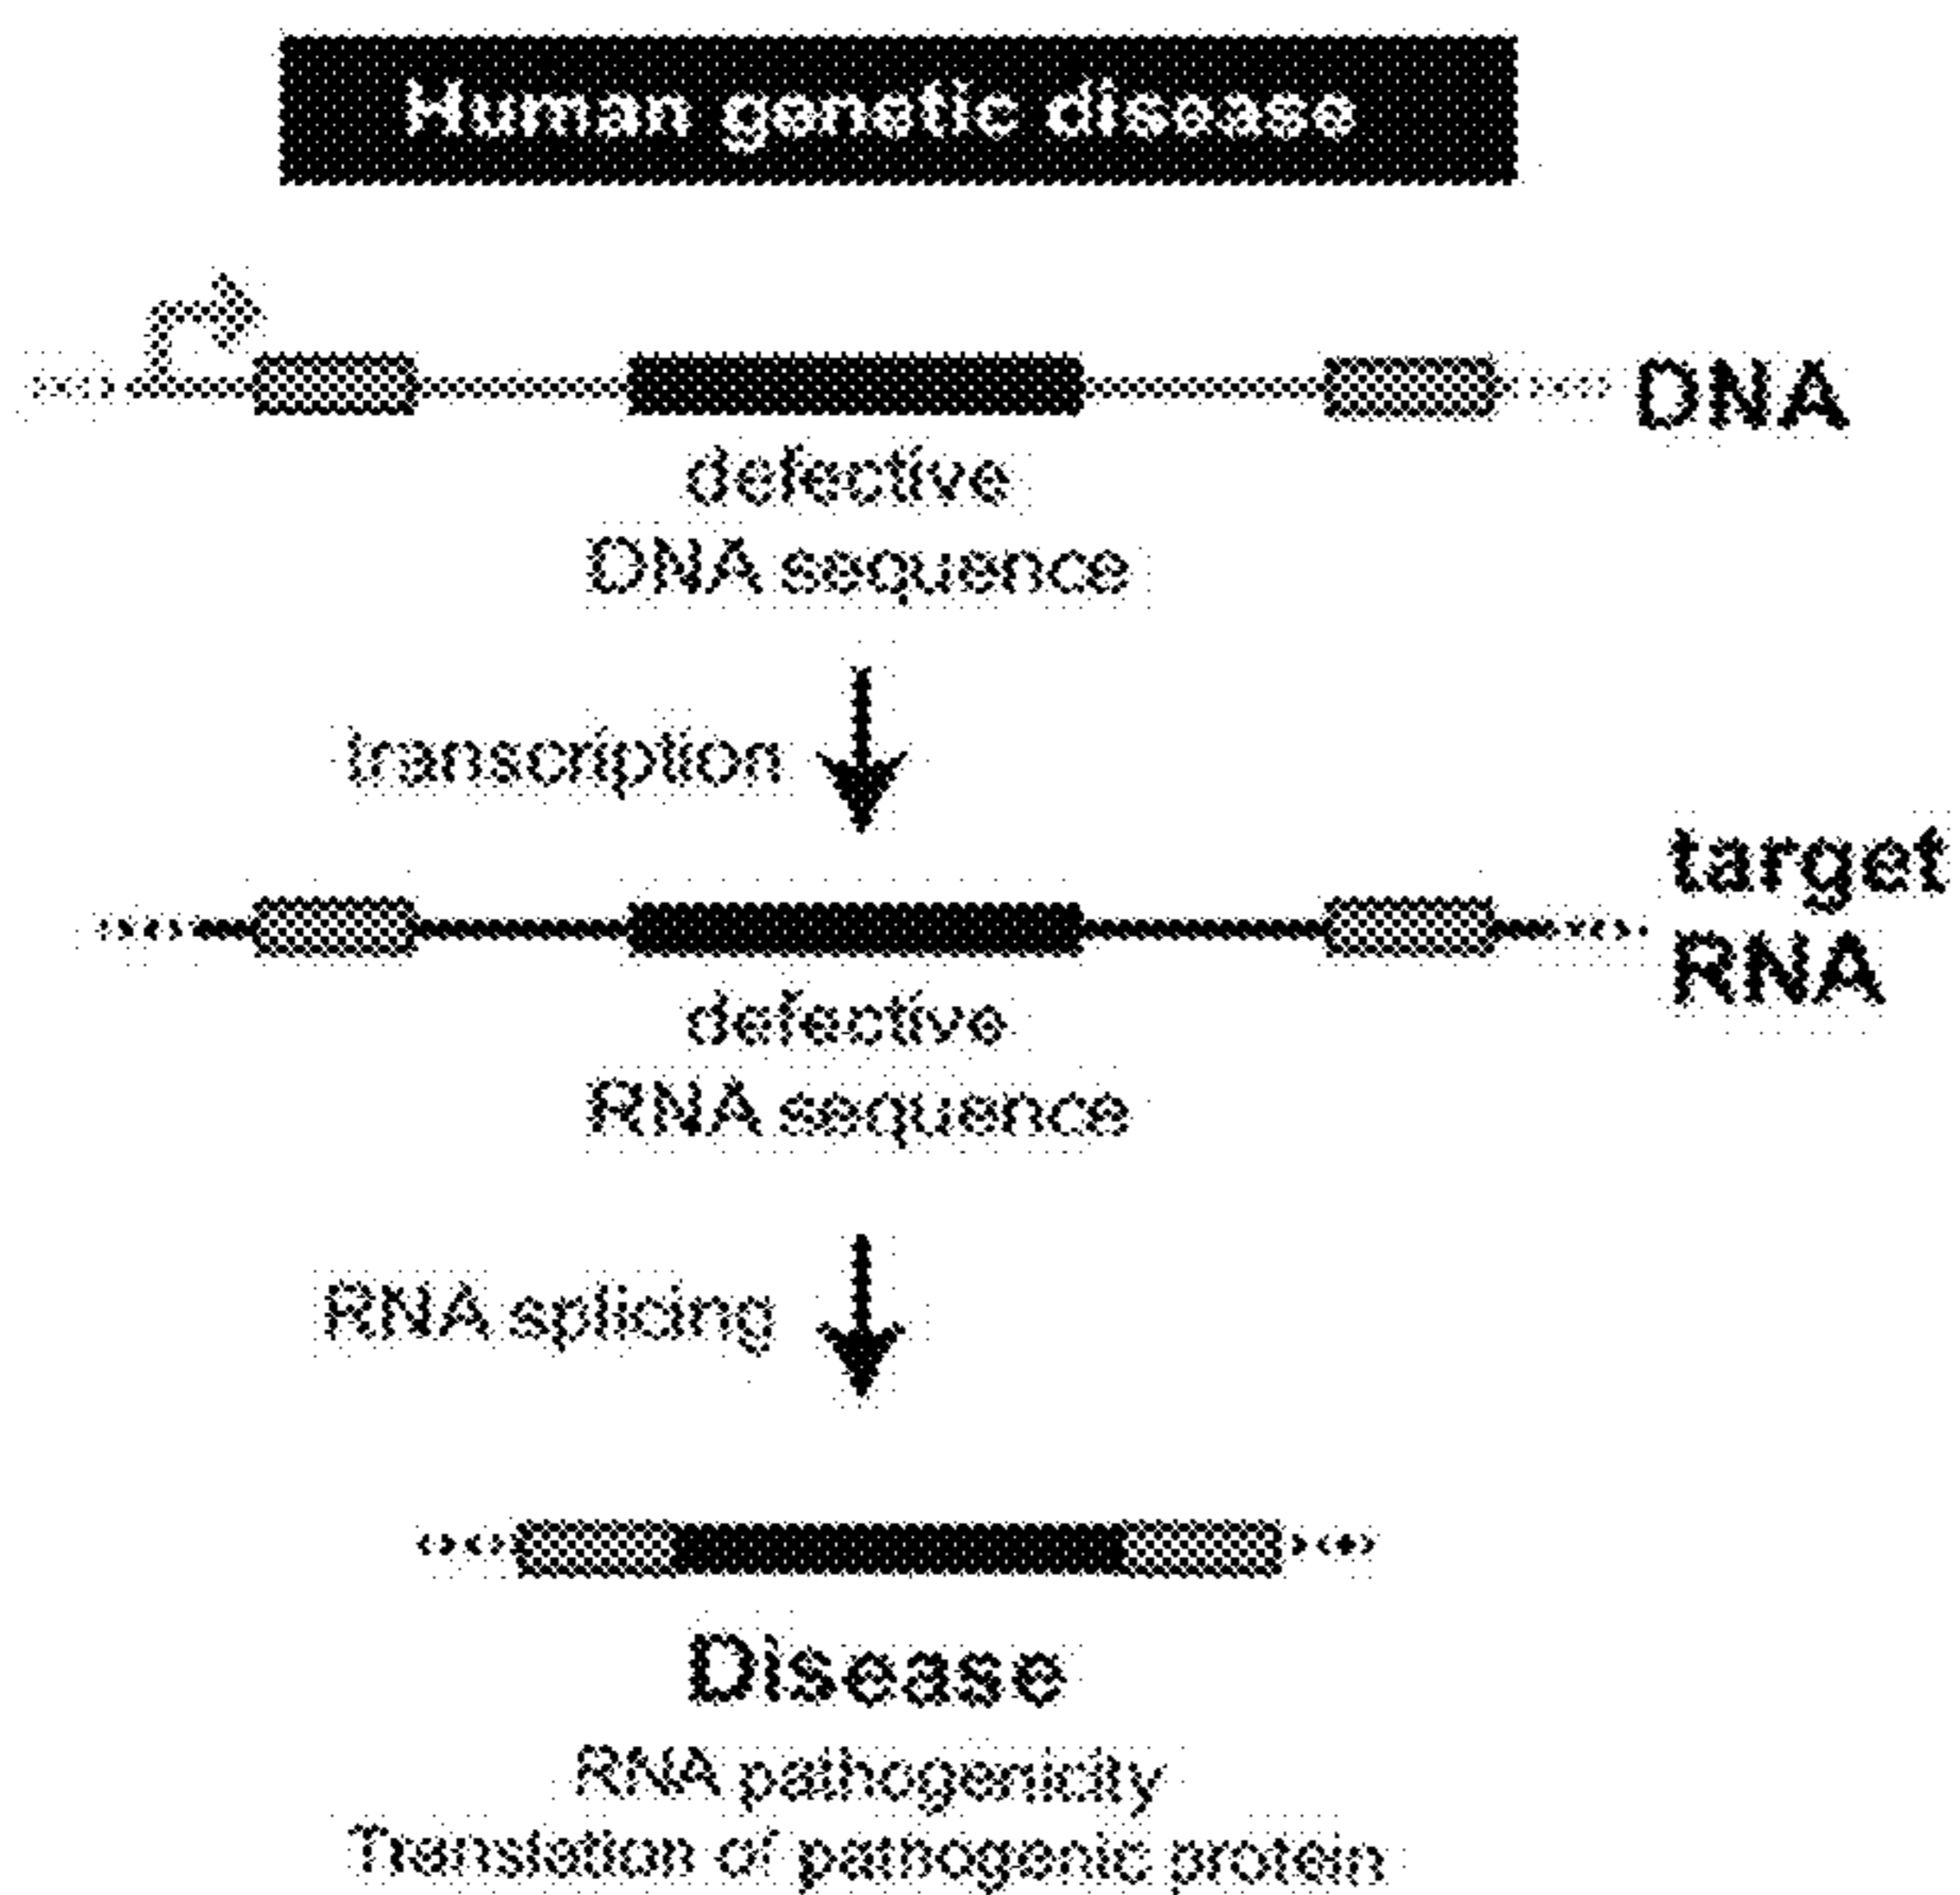 Human genetic disease
DNA
defective
DNA sequence
transcription
target
RNA
defective
RNA sequence
RNA splicing
Disease
RNA pathogenicity
Translation of pathogenic protein